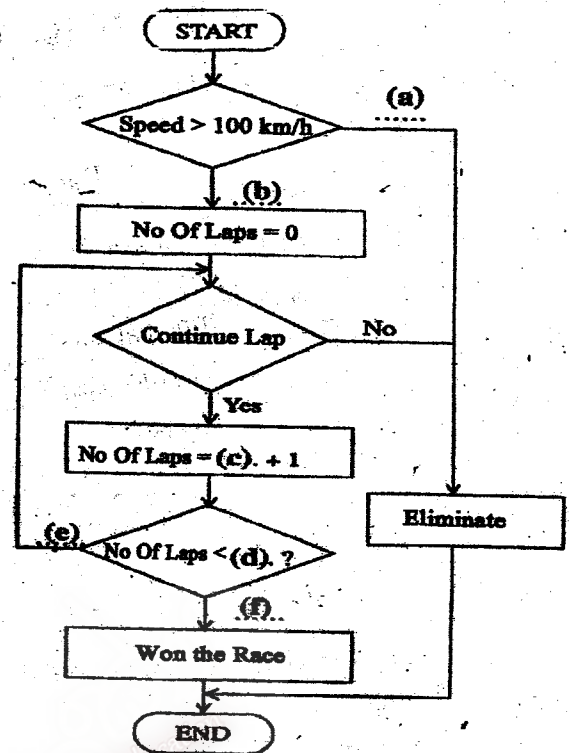 START
(a)
Speed > 100 km/h
(b)
No Of Laps = 0
Continue Lap
No
Yes
No Of Laps = (c). + 1
Eliminate
(e)
No Of Laps < (d). ?
(f)
Won the Race
END